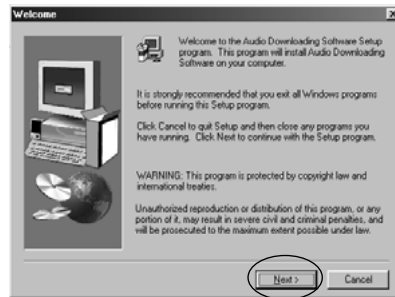 Welcome
Welcome to the Audio Downloading Software Setup
program. This program will install Audio Downloading
Software on your computer.
It is strongly recommended that you exit all Windows programs
before running this Setup program.
Click Cancel to quit Setup and then close any programs you
have running. Click Next to continue with the Setup program.
WARNING: This program is protected by copyright law and
international treaties.
Unauthorized reproduction or distribution of this program, or any
portion of it, may result in severe civil and criminal penalties, and
will be prosecuted to the maximum extent possible under law.
Next > Cancel